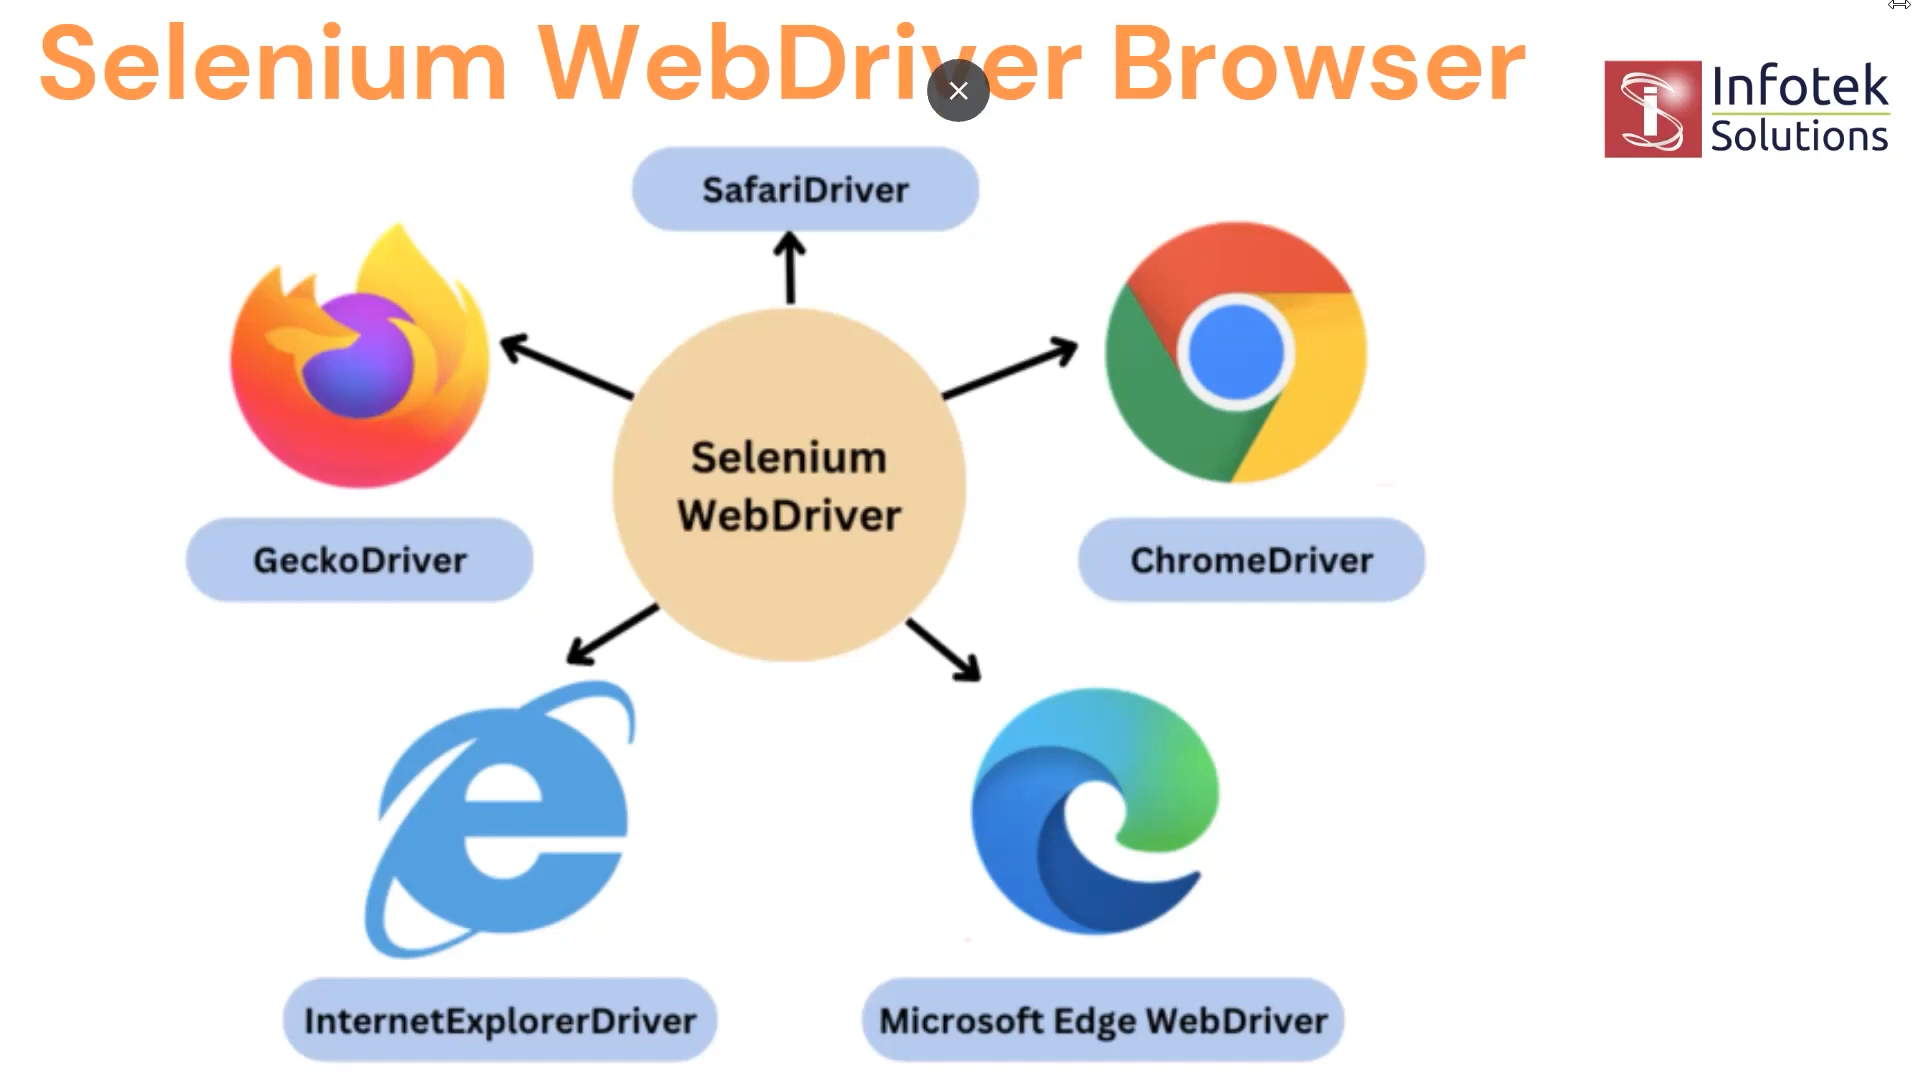 Selenium WebDriver Browser
Infotek
Solutions
SafariDriver
Selenium
WebDriver
GeckoDriver
ChromeDriver
InternetExplorerDriver
Microsoft Edge WebDriver